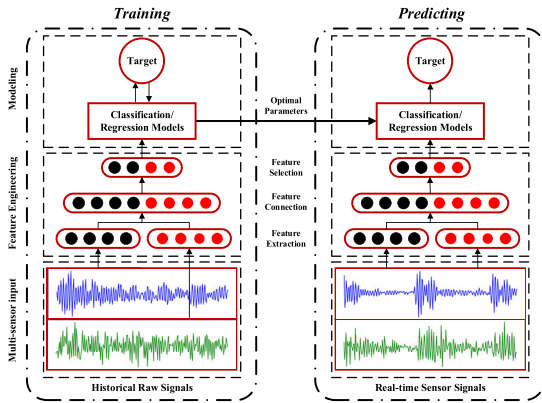 Training
Predicting
Modeling
Target
Classification/
Regression Models
Optimal
Parameters
Target
Classification/
Regression Models
Feature Engineering
Feature
Selection
Feature
Connection
Feature
Extraction
Multi-sensor input
Historical Raw Signals
Real-time Sensor Signals